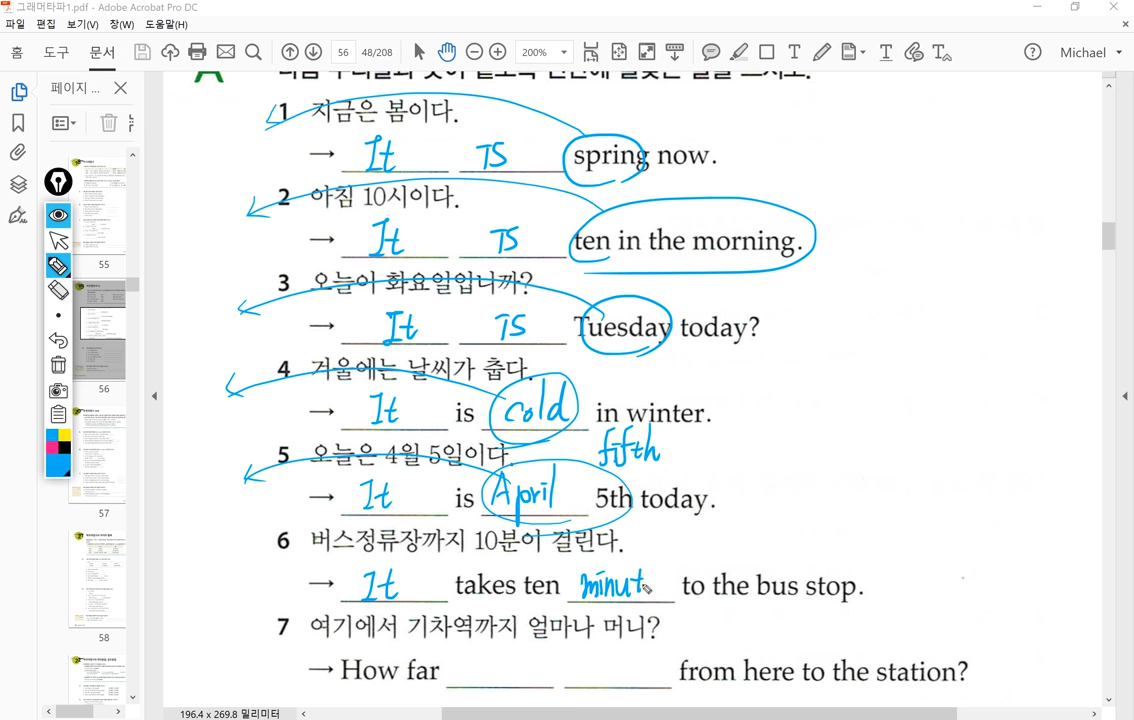 그래머타파1.pdf - Adobe Acrobat Pro DC
파일 편집 보기(V) 창(W) 도움말(H)
홈 도구 문서 56 48/208 200% Michael
페이지 ...
A
1 지금은 봄이다.
→ It is spring now.
2 아침 10시이다.
→ It is ten in the morning.
3 오늘이 화요일입니까?
→ It is Tuesday today?
4 겨울에는 날씨가 춥다.
→ It is cold in winter.
fifth
5 오늘은 4월 5일이다.
→ It is April 5th today.
6 버스정류장까지 10분이 걸린다.
→ It takes ten minut to the bus stop.
7 여기에서 기차역까지 얼마나 머니?
→ How far from here to the station?
55
56
57
58
196.4 x 269.8 밀리미터